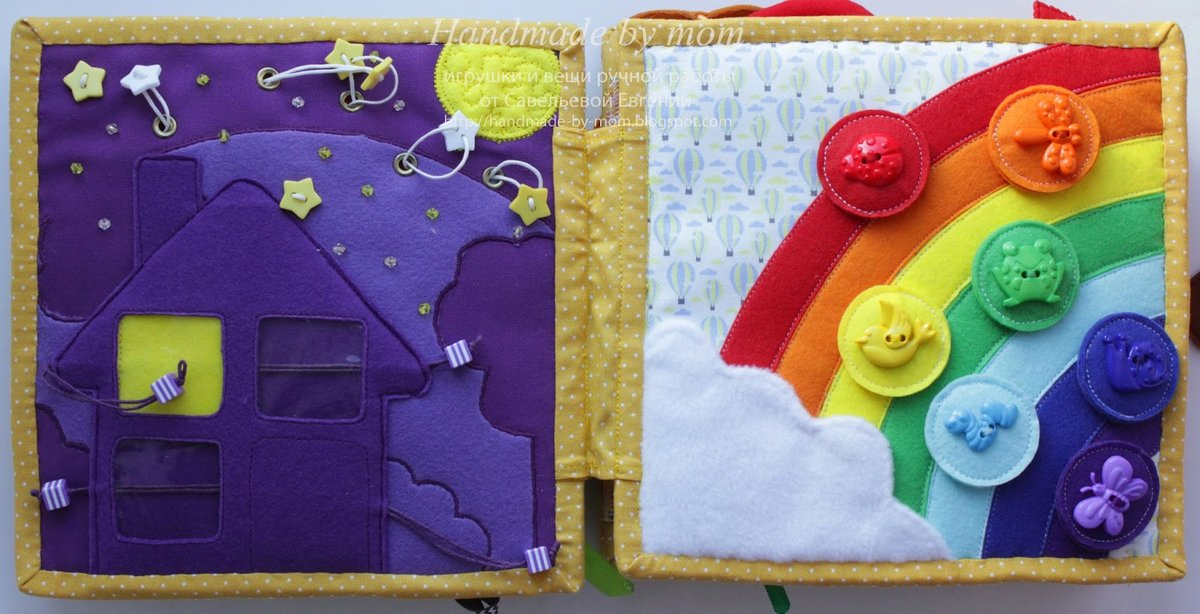 Handmade by mom
игрушки и вещи ручной работы
от Савельевой Евгении
http://handmade-by-mom.blogspot.com